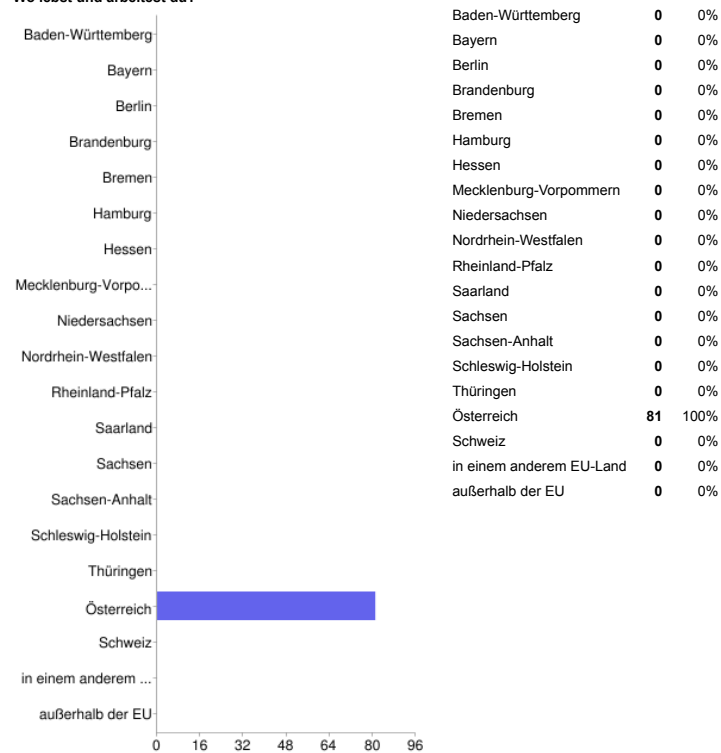 Wo lebst und arbeitest du?
Baden-Württemberg
Bayern
Berlin
Brandenburg
Bremen
Hamburg
Hessen
Mecklenburg-Vorpo...
Niedersachsen
Nordrhein-Westfalen
Rheinland-Pfalz
Saarland
Sachsen
Sachsen-Anhalt
Schleswig-Holstein
Thüringen
Österreich
Schweiz
in einem anderem ...
außerhalb der EU
0 16 32 48 64 80 96
Baden-Württemberg 0 0%
Bayern 0 0%
Berlin 0 0%
Brandenburg 0 0%
Bremen 0 0%
Hamburg 0 0%
Hessen 0 0%
Mecklenburg-Vorpommern 0 0%
Niedersachsen 0 0%
Nordrhein-Westfalen 0 0%
Rheinland-Pfalz 0 0%
Saarland 0 0%
Sachsen 0 0%
Sachsen-Anhalt 0 0%
Schleswig-Holstein 0 0%
Thüringen 0 0%
Österreich 81 100%
Schweiz 0 0%
in einem anderem EU-Land 0 0%
außerhalb der EU 0 0%